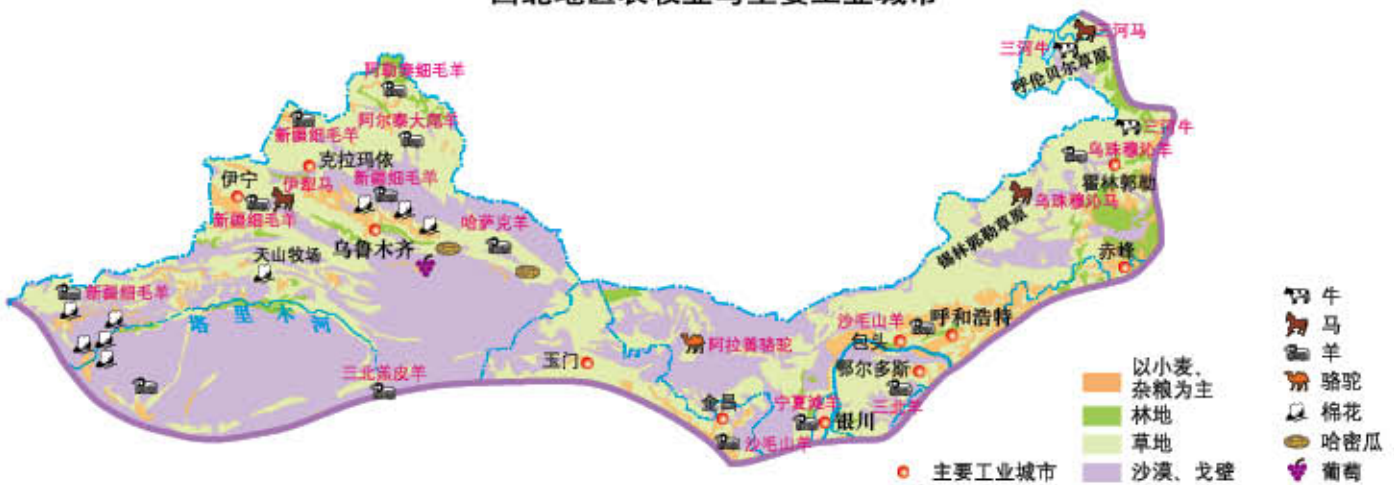 西北地区农牧业与主要工业城市
三河马
三河牛
呼伦贝尔草原
阿勒泰细毛羊
新疆细毛羊
阿尔泰大尾羊
三河牛
克拉玛依
乌珠穆沁羊
霍林郭勒
伊宁
伊犁马
新疆细毛羊
乌珠穆沁马
新疆细毛羊
哈萨克羊
锡林郭勒草原
乌鲁木齐
天山牧场
赤峰
新疆细毛羊
塔里木河
沙毛山羊
呼和浩特
包头
阿拉善骆驼
玉门
鄂尔多斯
三北羔皮羊
金昌
宁夏滩羊
三北羊
银川
沙毛山羊
主要工业城市
以小麦、
杂粮为主
林地
草地
沙漠、戈壁
牛
马
羊
骆驼
棉花
哈密瓜
葡萄